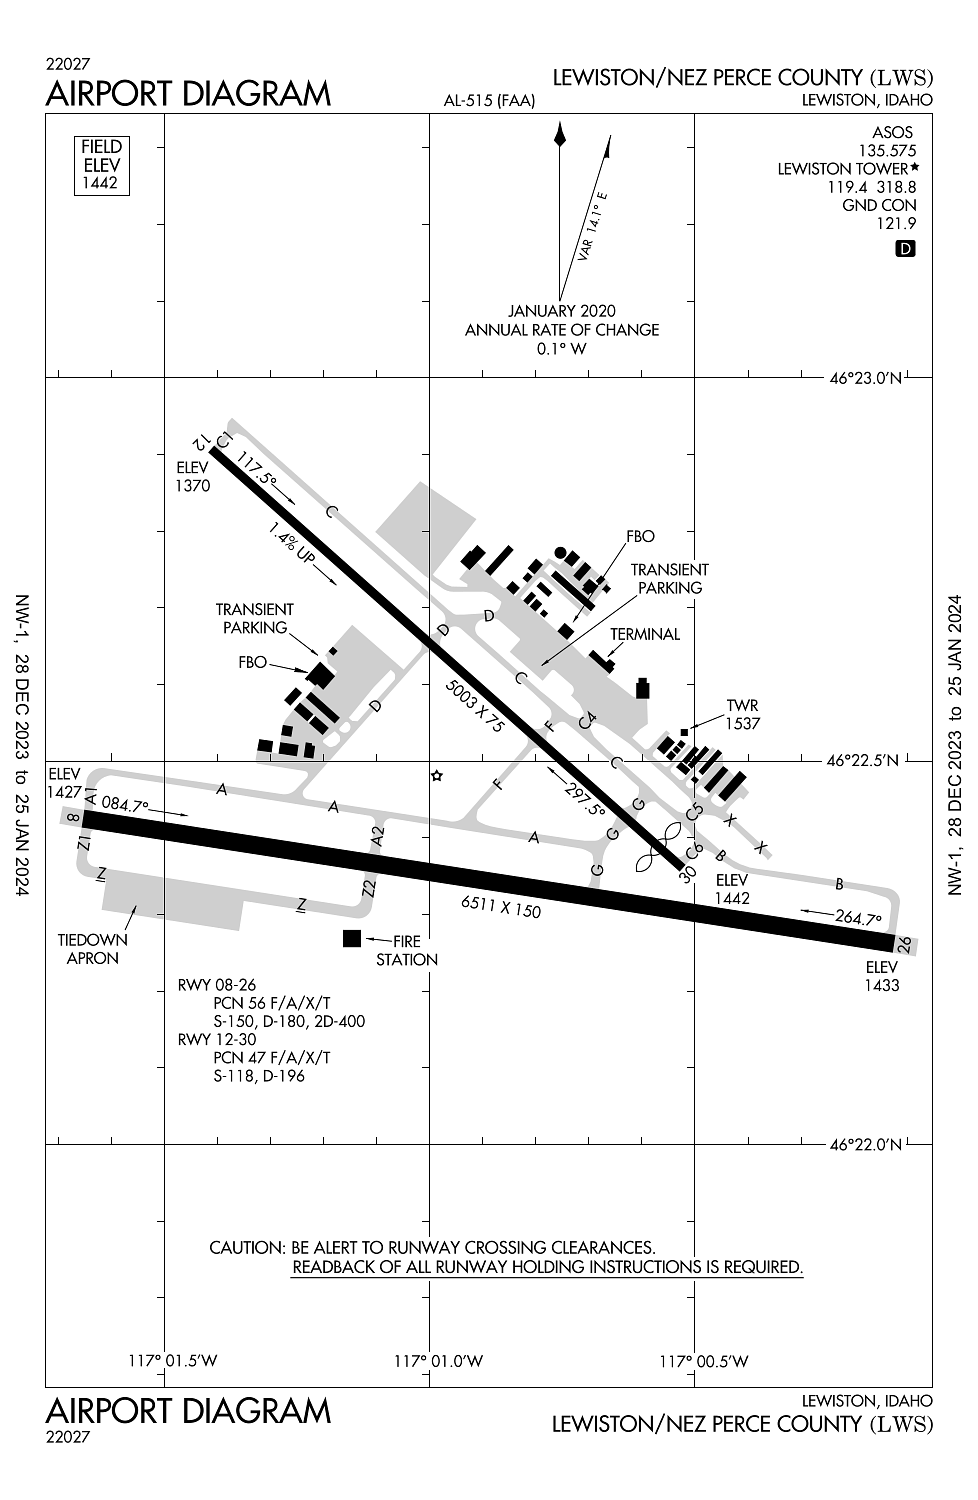 22027
AIRPORT DIAGRAM
AL-515 (FAA)
LEWISTON/NEZ PERCE COUNTY (LWS)
LEWISTON, IDAHO
FIELD
ELEV
1442
ASOS
135.575
LEWISTON TOWER★
119.4 318.8
GND CON
121.9
D
VAR 14.1° E
JANUARY 2020
ANNUAL RATE OF CHANGE
0.1° W
46°23.0'N
12
C1
ELEV
1370
117.5°
C
1.4% UP
FBO
TRANSIENT
PARKING
TRANSIENT
PARKING
D
D
TERMINAL
FBO
C
5003 X 75
D
TWR
1537
F
C4
46°22.5'N
C
ELEV
1427
A1
084.7°
A
A
F
297.5°
G
C5
X
X
8
Z1
A2
A
G
C6
B
G
30
ELEV
1442
B
Z
Z2
Z
6511 X 150
264.7°
26
TIEDOWN
APRON
FIRE
STATION
ELEV
1433
RWY 08-26
PCN 56 F/A/X/T
S-150, D-180, 2D-400
RWY 12-30
PCN 47 F/A/X/T
S-118, D-196
46°22.0'N
CAUTION: BE ALERT TO RUNWAY CROSSING CLEARANCES.
READBACK OF ALL RUNWAY HOLDING INSTRUCTIONS IS REQUIRED.
117° 01.5'W
117° 01.0'W
117° 00.5'W
NW-1, 28 DEC 2023 to 25 JAN 2024
NW-1, 28 DEC 2023 to 25 JAN 2024
AIRPORT DIAGRAM
22027
LEWISTON, IDAHO
LEWISTON/NEZ PERCE COUNTY (LWS)